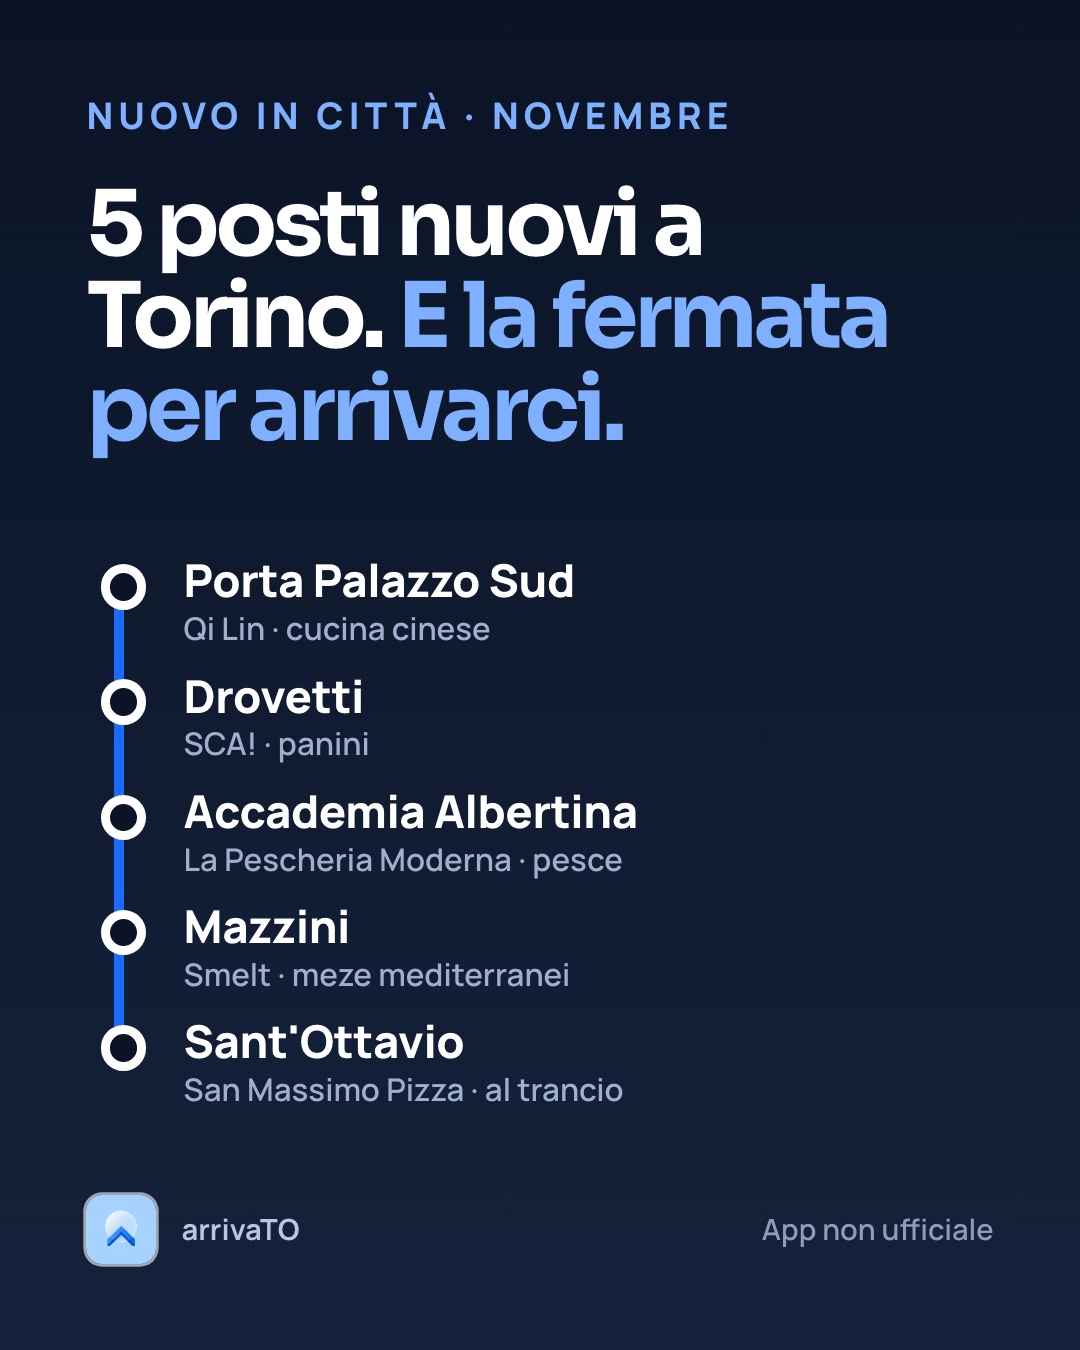 NUOVO IN CITTÀ · NOVEMBRE
5 posti nuovi a
Torino. E la fermata
per arrivarci.
Porta Palazzo Sud
Qi Lin · cucina cinese
Drovetti
SCA! · panini
Accademia Albertina
La Pescheria Moderna · pesce
Mazzini
Smelt · meze mediterranei
Sant'Ottavio
San Massimo Pizza · al trancio
arrivaTO
App non ufficiale